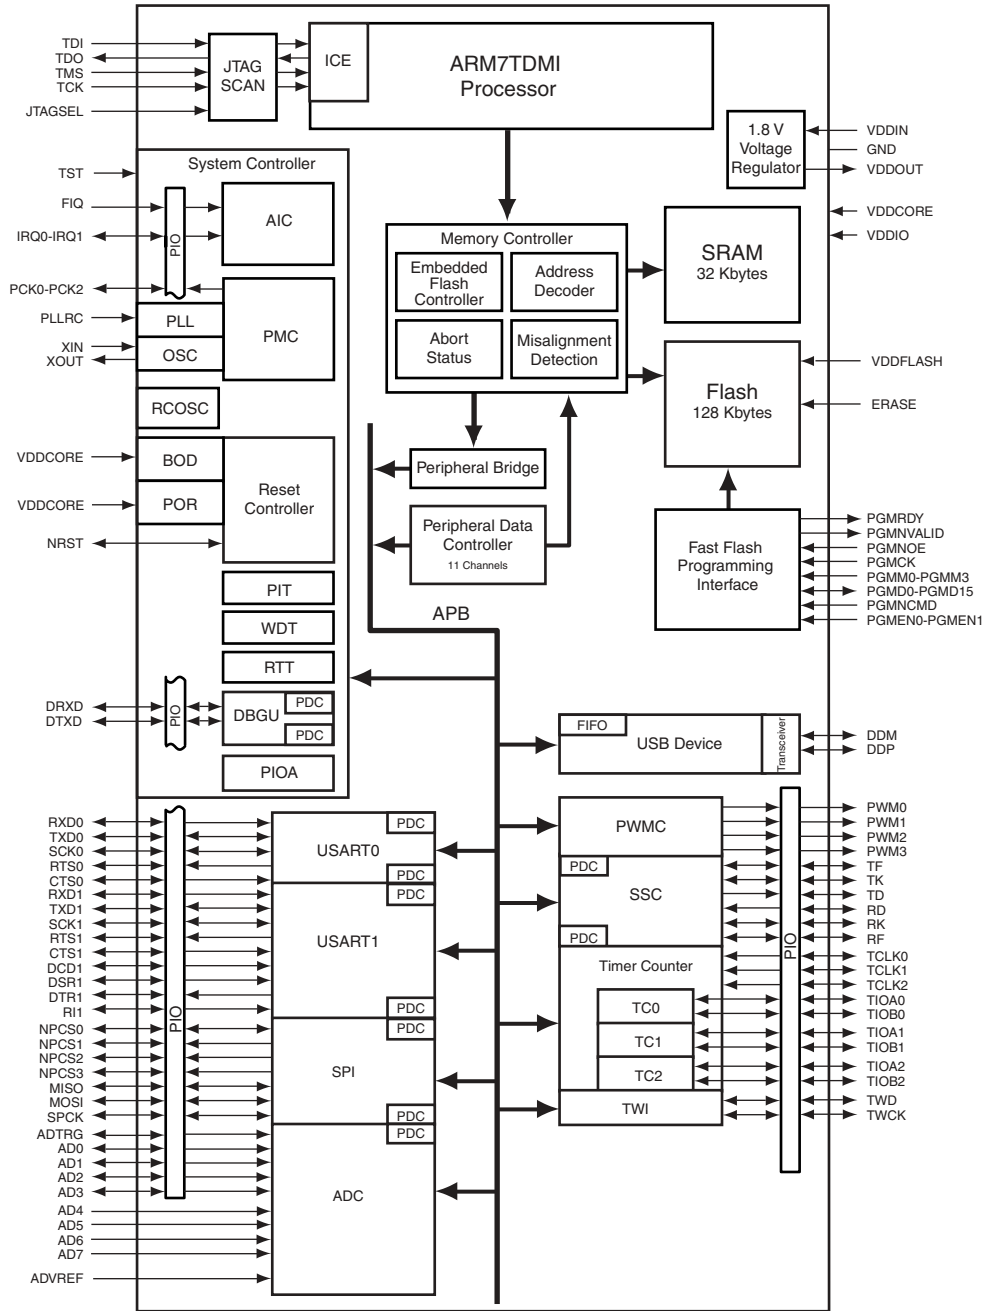 TDI
TDO
TMS
TCK
JTAGSEL
JTAG
SCAN
ICE
ARM7TDMI
Processor
1.8 V
Voltage
Regulator
VDDIN
GND
VDDOUT
VDDCORE
VDDIO
System Controller
TST
FIQ
IRQ0-IRQ1
PIO
AIC
PCK0-PCK2
PLLRC
PLL
PMC
XIN
XOUT
OSC
RCOSC
VDDCORE
BOD
VDDCORE
POR
Reset
Controller
NRST
PIT
WDT
RTT
DRXD
DTXD
PIO
DBGU
PDC
PDC
PIOA
Memory Controller
Embedded
Flash
Controller
Address
Decoder
Abort
Status
Misalignment
Detection
SRAM
32 Kbytes
Flash
128 Kbytes
VDDFLASH
ERASE
Peripheral Bridge
Peripheral Data
Controller
11 Channels
APB
Fast Flash
Programming
Interface
PGMRDY
PGMNVALID
PGMNOE
PGMCK
PGMM0-PGMM3
PGMD0-PGMD15
PGMNCMD
PGMEN0-PGMEN1
FIFO
USB Device
Transceiver
DDM
DDP
RXD0
TXD0
SCK0
RTS0
CTS0
RXD1
TXD1
SCK1
RTS1
CTS1
DCD1
DSR1
DTR1
RI1
NPCS0
NPCS1
NPCS2
NPCS3
MISO
MOSI
SPCK
ADTRG
AD0
AD1
AD2
AD3
AD4
AD5
AD6
AD7
ADVREF
PIO
PDC
USART0
PDC
PDC
USART1
PDC
PDC
SPI
PDC
PDC
ADC
PWMC
PDC
SSC
PDC
Timer Counter
TC0
TC1
TC2
TWI
PIO
PWM0
PWM1
PWM2
PWM3
TF
TK
TD
RD
RK
RF
TCLK0
TCLK1
TCLK2
TIOA0
TIOB0
TIOA1
TIOB1
TIOA2
TIOB2
TWD
TWCK